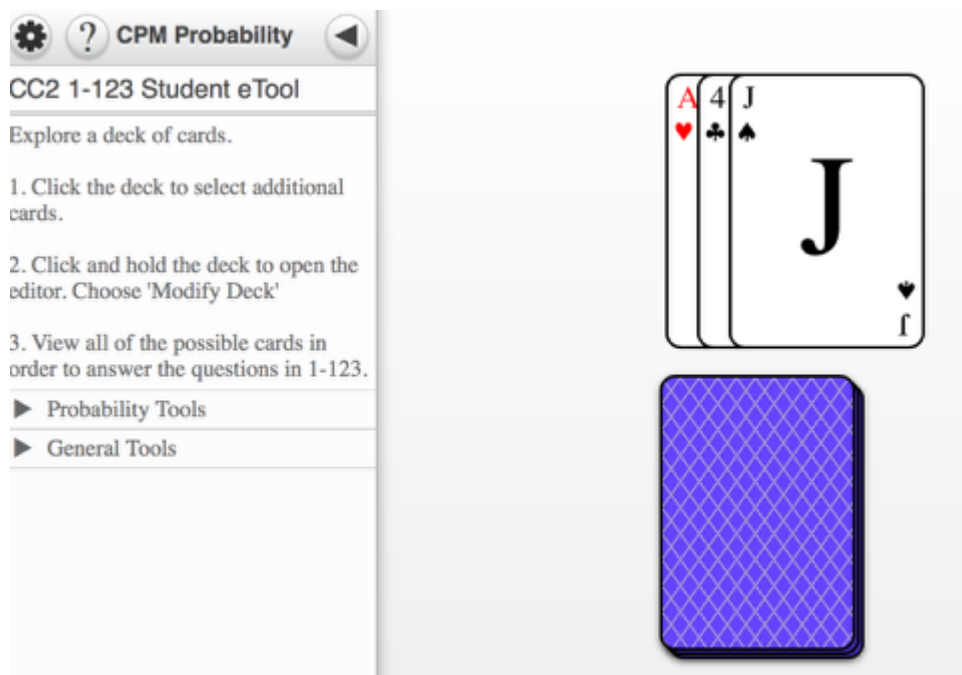 ? CPM Probability
CC2 1-123 Student eTool
Explore a deck of cards.
1. Click the deck to select additional
cards.
2. Click and hold the deck to open the
editor. Choose 'Modify Deck'
3. View all of the possible cards in
order to answer the questions in 1-123.
Probability Tools
General Tools
A 4 J
J
J